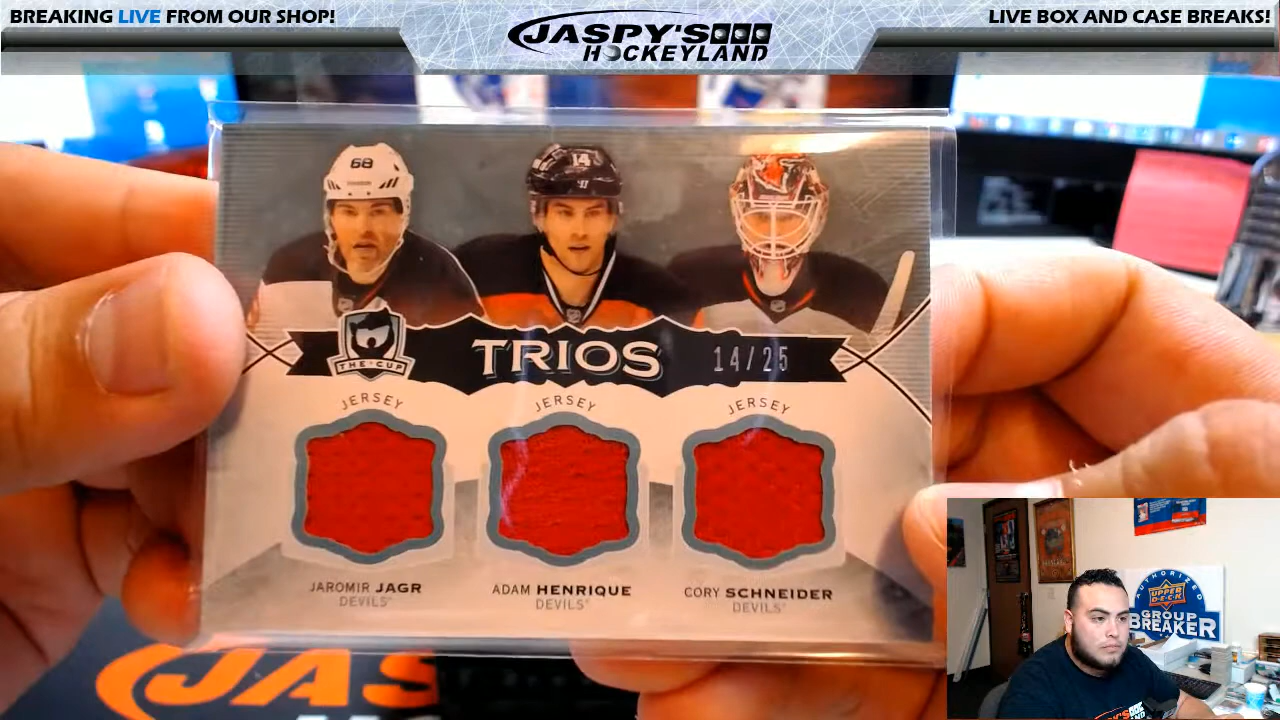 BREAKING LIVE FROM OUR SHOP!
JASPY'S
HOCKEYLAND
LIVE BOX AND CASE BREAKS!
68
14
THE CUP
TRIOS
14/25
JERSEY
JERSEY
JERSEY
JAROMIR JAGR
DEVILS
ADAM HENRIQUE
DEVILS
CORY SCHNEIDER
DEVILS
JAS
AUTHORIZED
UPPER DECK
GROUP
BREAKER
JASPY'S